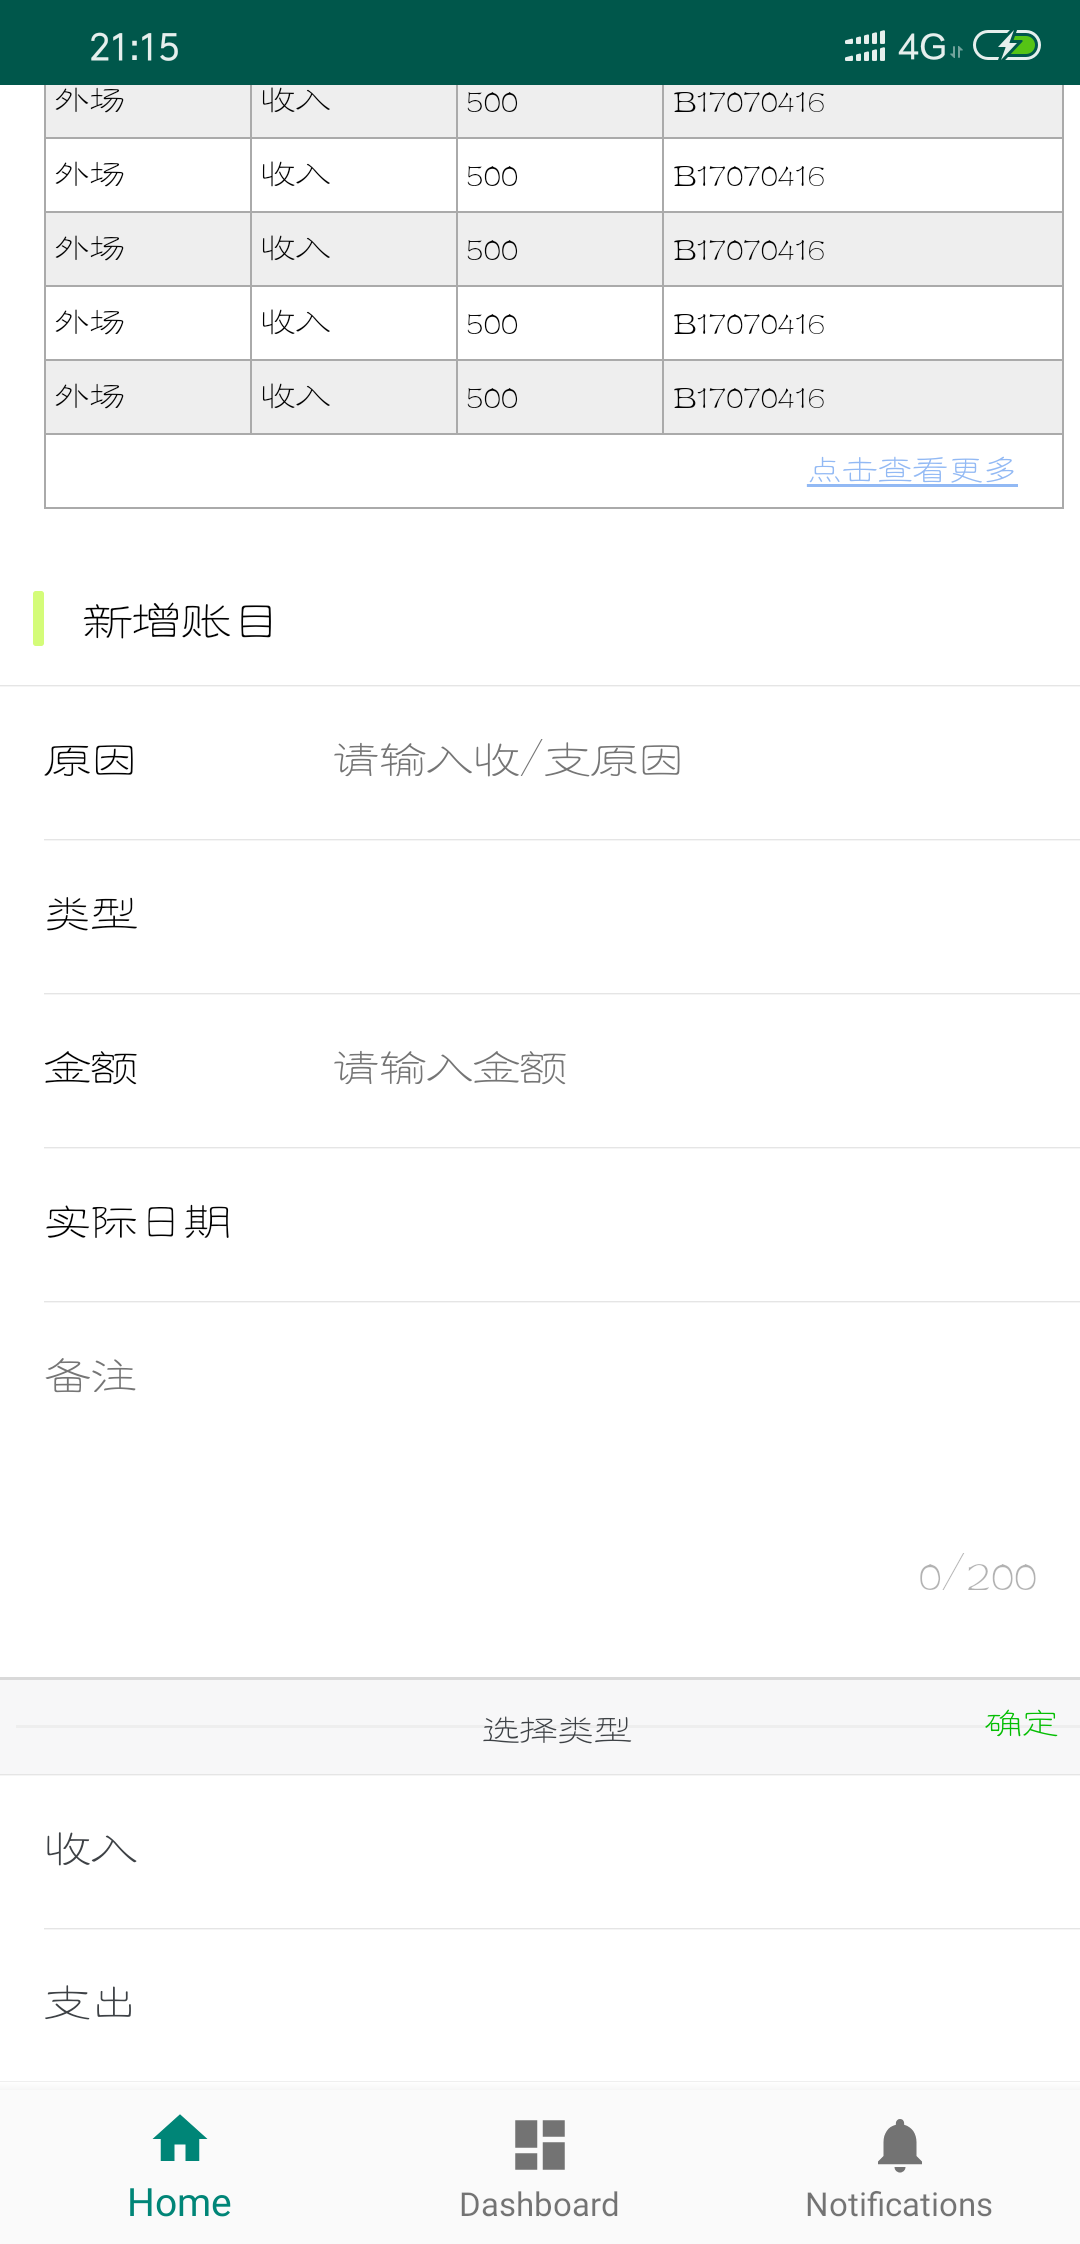 21:15 4G
外场 收入 500 B17070416
外场 收入 500 B17070416
外场 收入 500 B17070416
外场 收入 500 B17070416
外场 收入 500 B17070416
点击查看更多
新增账目
原因 请输入收/支原因
类型
金额 请输入金额
实际日期
备注
0/200
选择类型 确定
收入
支出
Home Dashboard Notifications